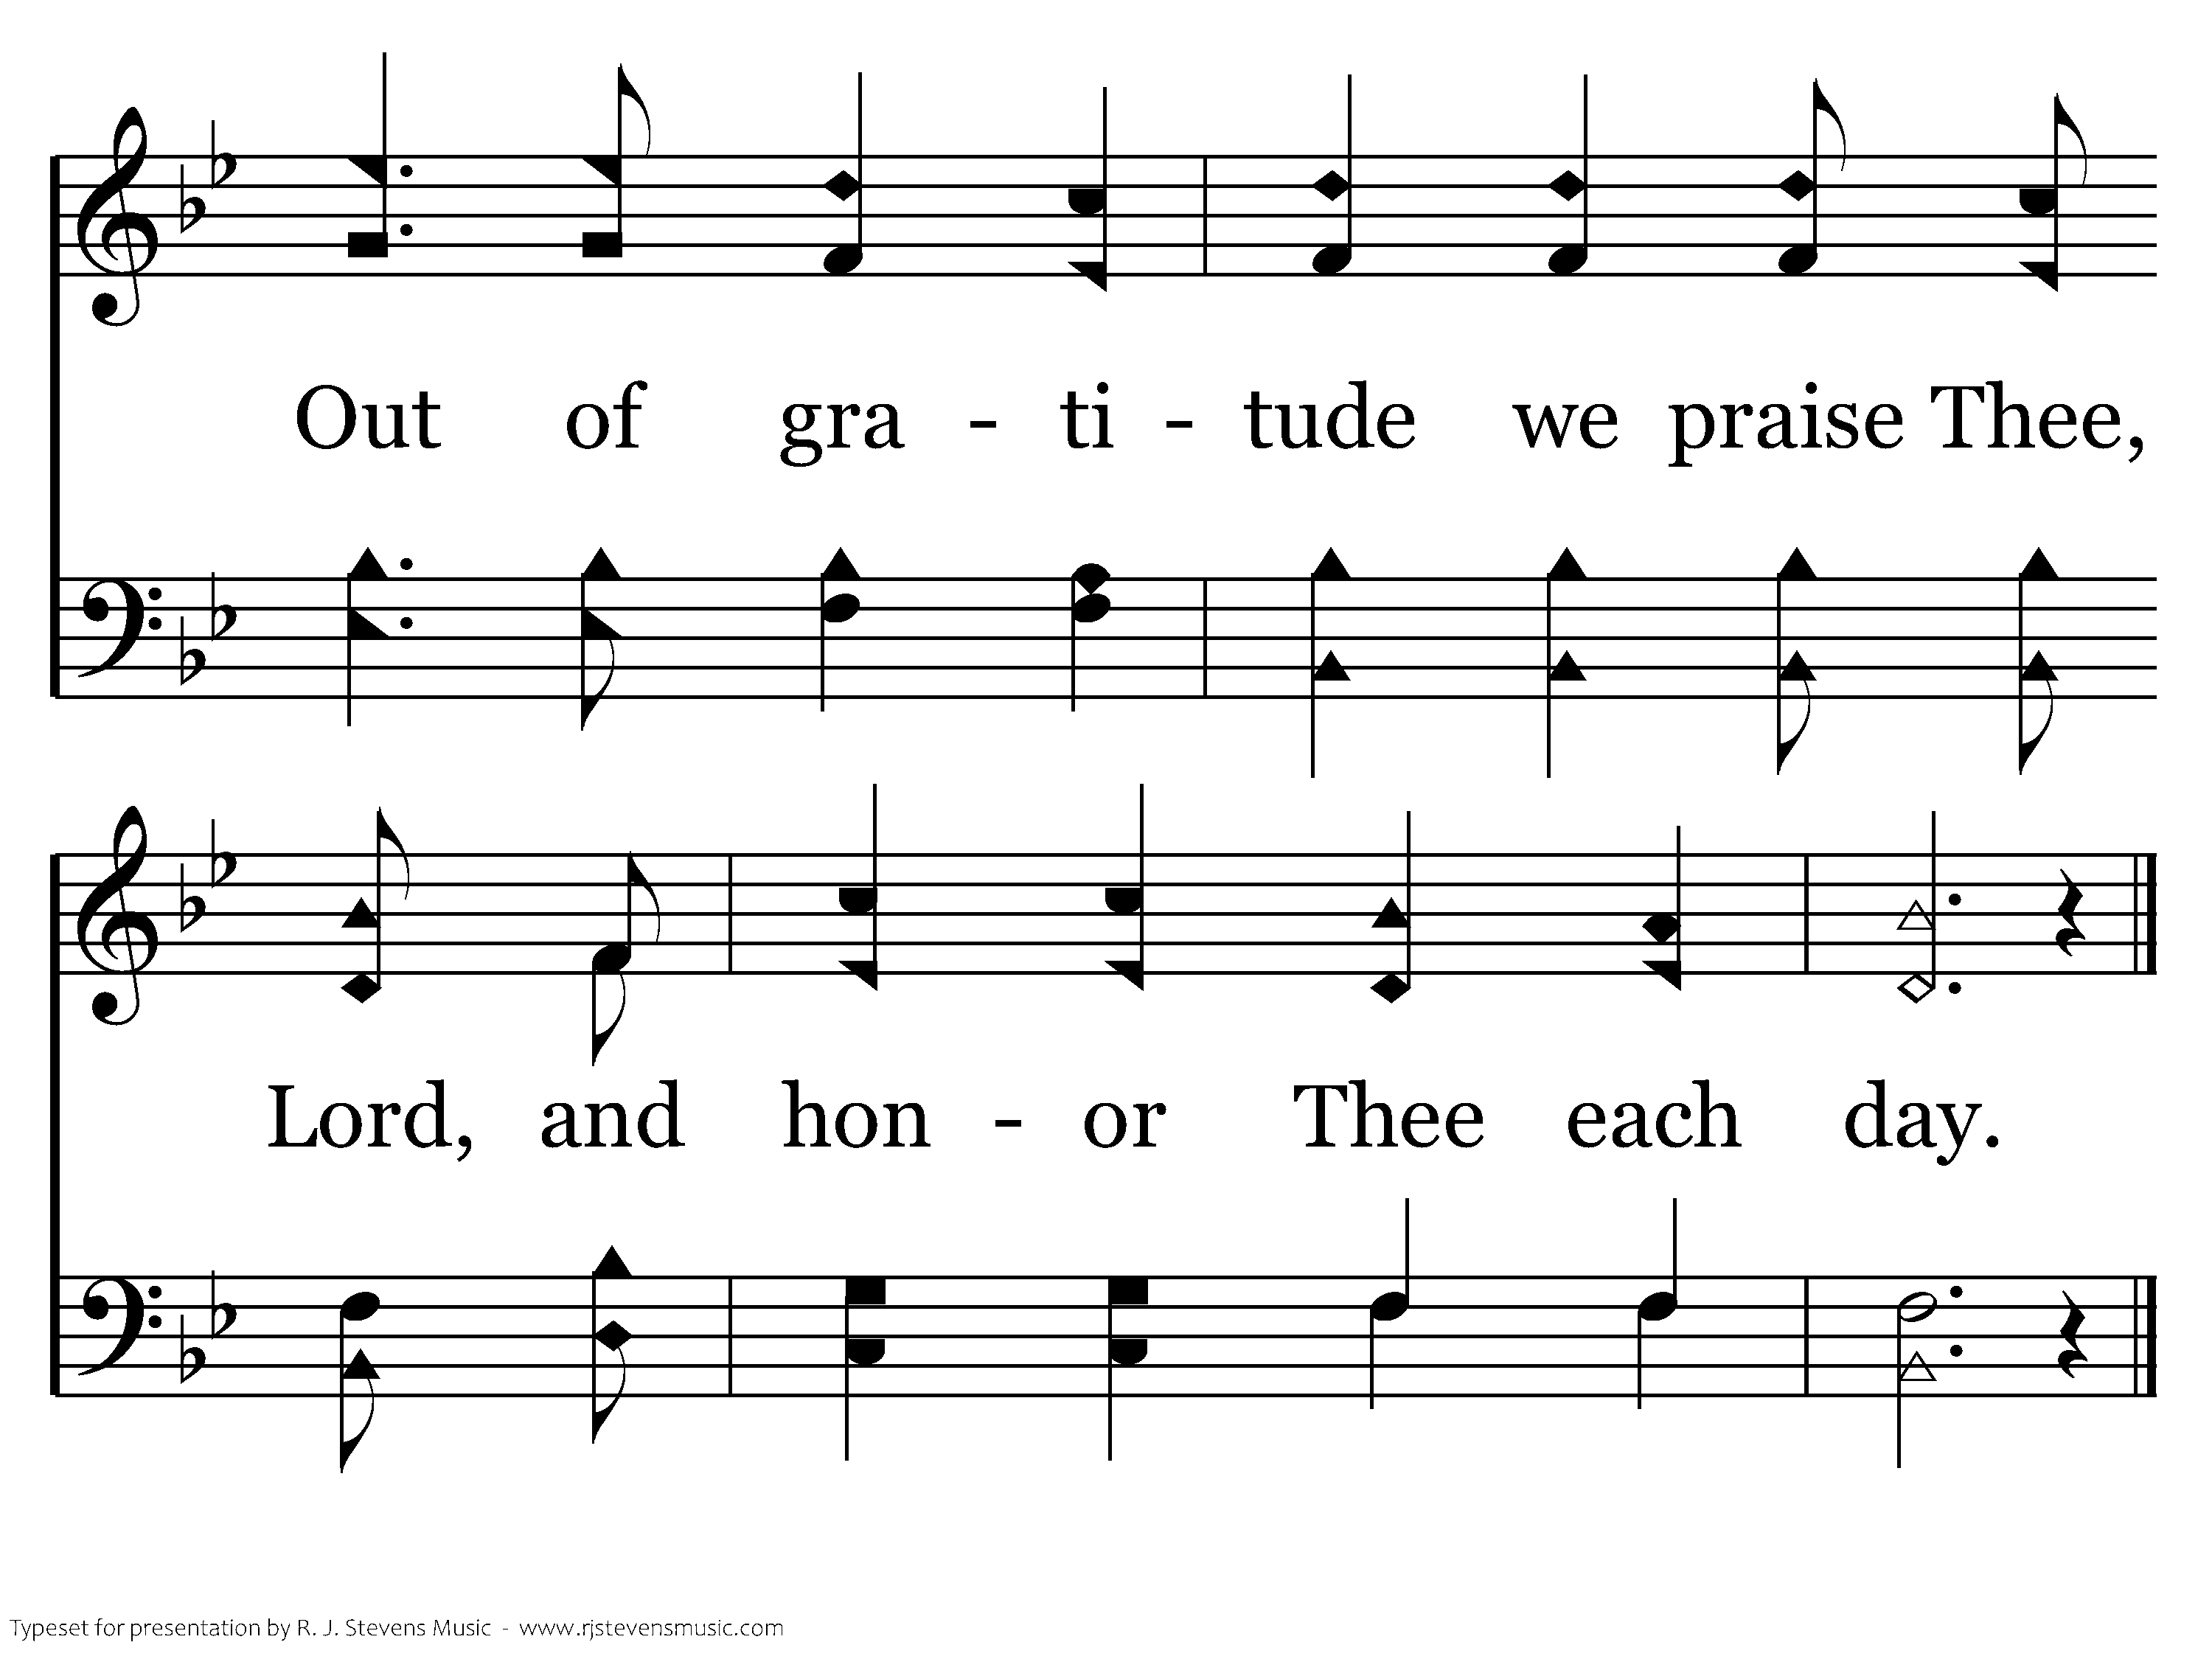 Out of gra - ti - tude we praise Thee,
Lord, and hon - or Thee each day.
Typeset for presentation by R. J. Stevens Music - www.rjstevensmusic.com